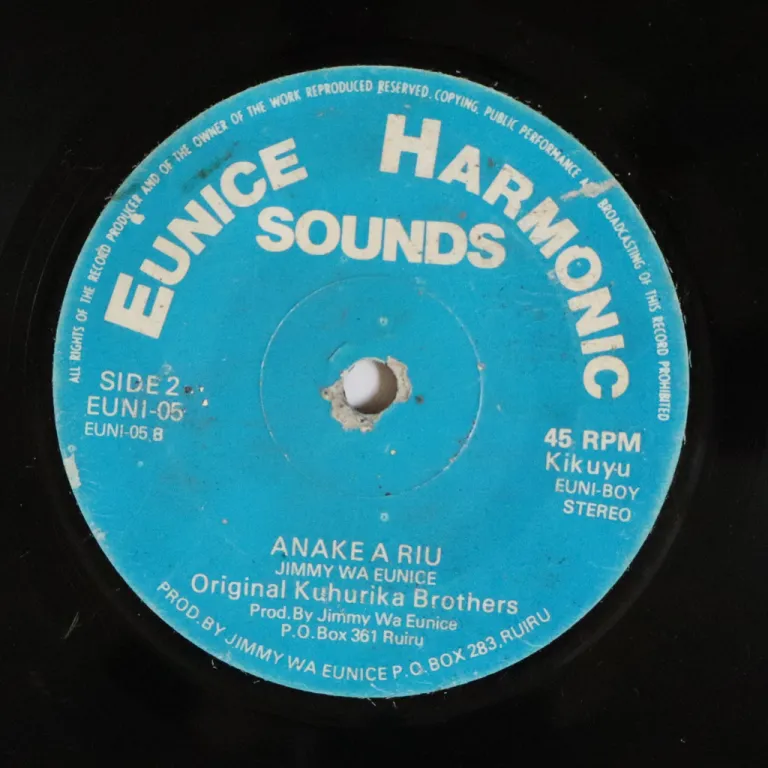 ALL RIGHTS OF THE RECORD PRODUCER AND OF THE OWNER OF THE WORK REPRODUCED RESERVED. COPYING, PUBLIC PERFORMANCE BROADCASTING OF THIS RECORD PROHIBITED
EUNICE HARMONIC
SOUNDS
SIDE 2
EUNI-05
EUNI-05 B
45 RPM
Kikuyu
EUNI-BOY
STEREO
ANAKE A RIU
JIMMY WA EUNICE
Original Kuhurika Brothers
Prod. By Jimmy Wa Eunice
P.O. Box 361 Ruiru
PROD. BY JIMMY WA EUNICE P.O. BOX 283, RUIRU